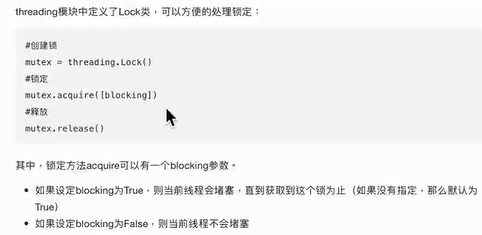 threading模块中定义了Lock类，可以方便的处理锁定：
#创建锁
mutex = threading.Lock()
#锁定
mutex.acquire([blocking])
#释放
mutex.release()
其中，锁定方法acquire可以有一个blocking参数。
如果设定blocking为True，则当前线程会堵塞，直到获取到这个锁为止（如果没有指定，那么默认为
True）
如果设定blocking为False，则当前线程不会堵塞